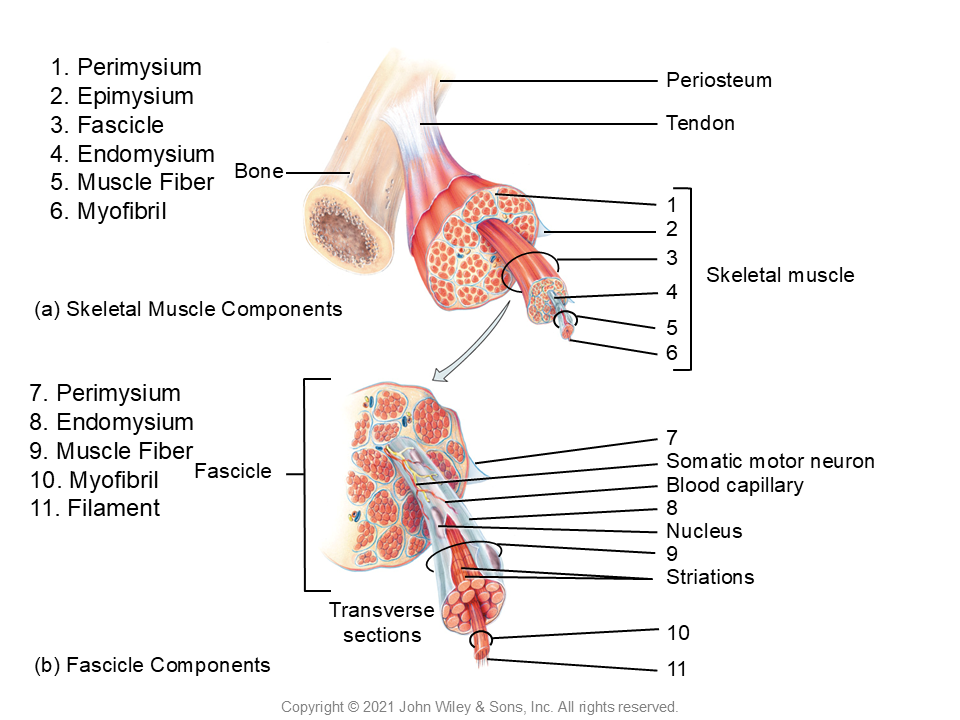 1. Perimysium
2. Epimysium
3. Fascicle
4. Endomysium
5. Muscle Fiber
6. Myofibril
Bone
Periosteum
Tendon
1
2
3
4
5
6
Skeletal muscle
(a) Skeletal Muscle Components
7. Perimysium
8. Endomysium
9. Muscle Fiber
10. Myofibril
11. Filament
Fascicle
7
Somatic motor neuron
Blood capillary
8
Nucleus
9
Striations
Transverse
sections
10
11
(b) Fascicle Components
Copyright © 2021 John Wiley & Sons, Inc. All rights reserved.